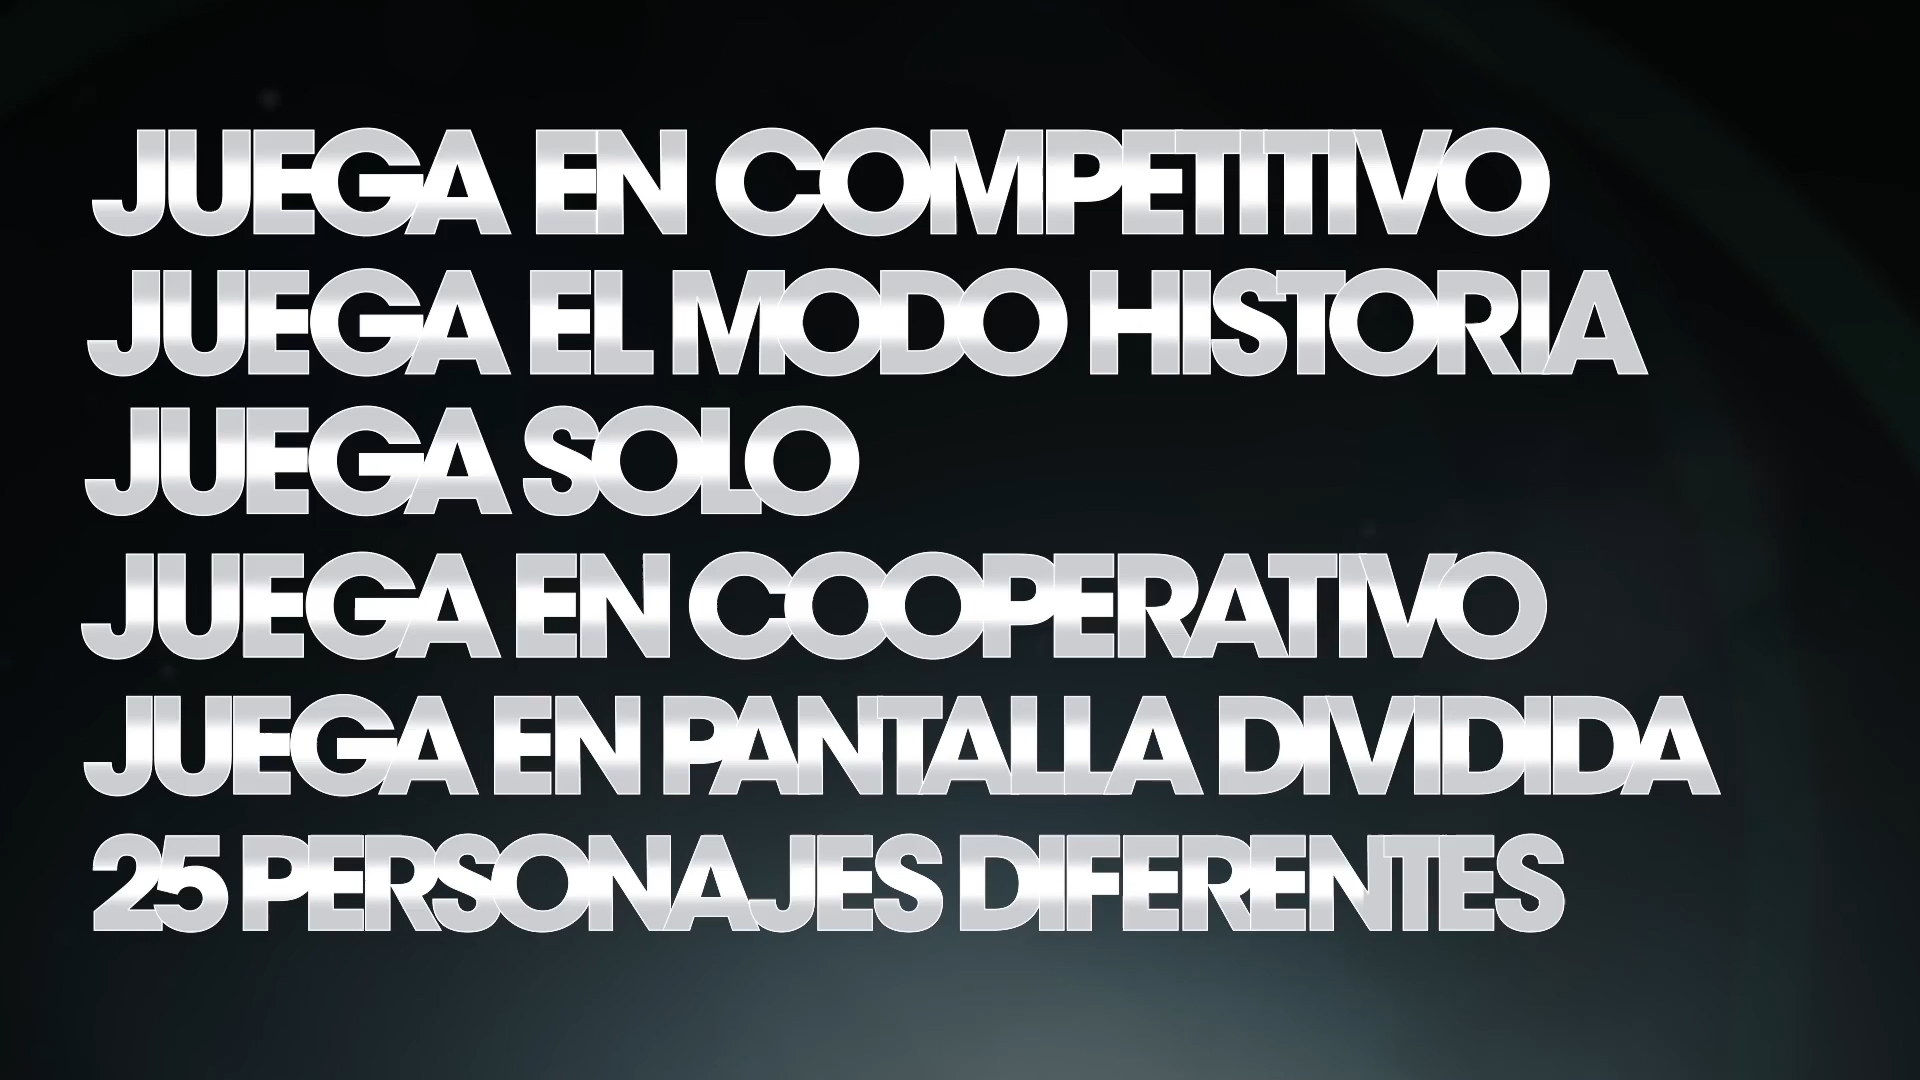 JUEGA EN COMPETITIVO
JUEGA EL MODO HISTORIA
JUEGA SOLO
JUEGA EN COOPERATIVO
JUEGA EN PANTALLA DIVIDIDA
25 PERSONAJES DIFERENTES